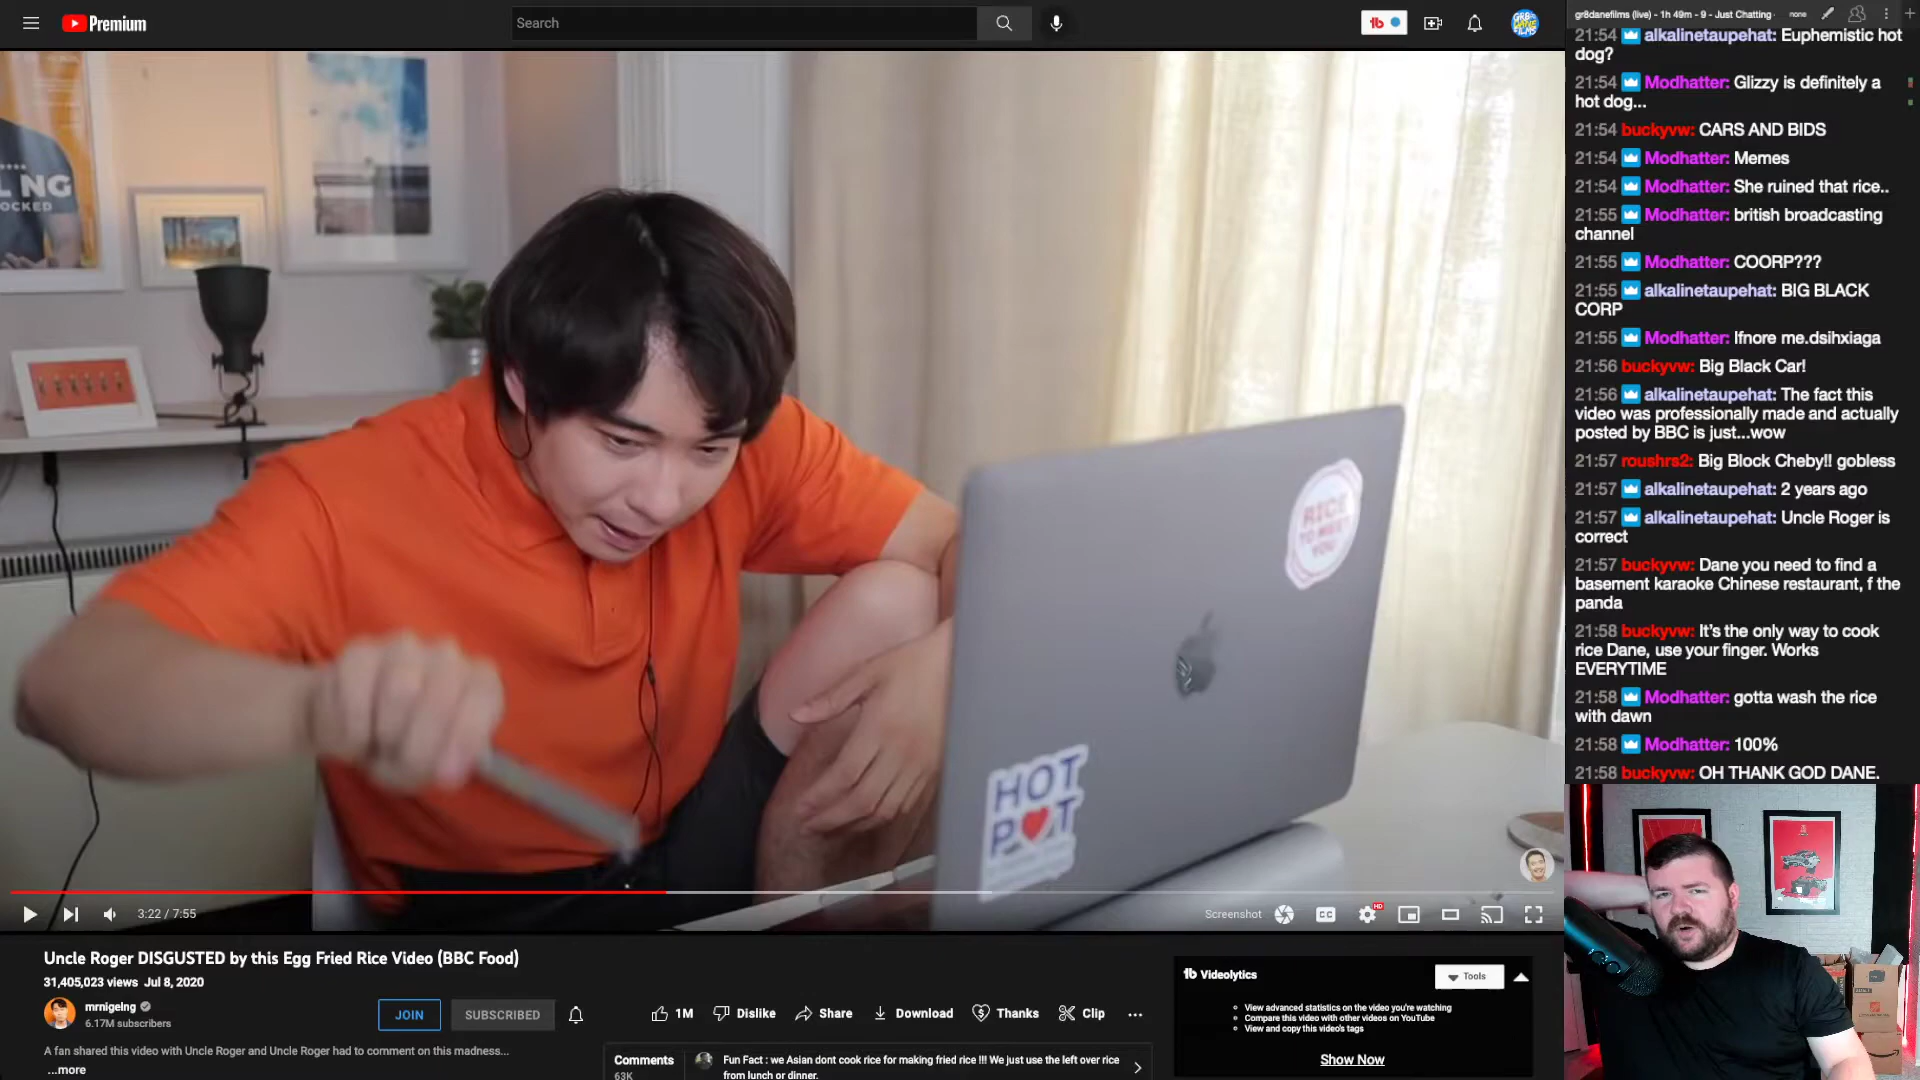 Premium
Search
gr8danefilms (live) - 1h 49m - 9 - Just Chatting
none
L NG
OCKED
RICE
TO MEET
YOU
HOT
POT
3:22 / 7:55
Screenshot
CC
HD
Uncle Roger DISGUSTED by this Egg Fried Rice Video (BBC Food)
31,405,023 views Jul 8, 2020
mrnigelng
6.17M subscribers
JOIN
SUBSCRIBED
1M
Dislike
Share
Download
Thanks
Clip
A fan shared this video with Uncle Roger and Uncle Roger had to comment on this madness...
...more
Comments
63K
Fun Fact : we Asian dont cook rice for making fried rice !!! We just use the left over rice
from lunch or dinner.
Videolytics
Tools
View advanced statistics on the video you're watching
Compare this video with other videos on YouTube
View and copy this video's tags
Show Now
21:54 alkalinetaupehat: Euphemistic hot
dog?
21:54 Modhatter: Glizzy is definitely a
hot dog...
21:54 buckyvw: CARS AND BIDS
21:54 Modhatter: Memes
21:54 Modhatter: She ruined that rice..
21:55 Modhatter: british broadcasting
channel
21:55 Modhatter: COORP???
21:55 alkalinetaupehat: BIG BLACK
CORP
21:55 Modhatter: Ifnore me.dsihxiaga
21:56 buckyvw: Big Black Car!
21:56 alkalinetaupehat: The fact this
video was professionally made and actually
posted by BBC is just...wow
21:57 roushrs2: Big Block Cheby!! gobless
21:57 alkalinetaupehat: 2 years ago
21:57 alkalinetaupehat: Uncle Roger is
correct
21:57 buckyvw: Dane you need to find a
basement karaoke Chinese restaurant, f the
panda
21:58 buckyvw: It's the only way to cook
rice Dane, use your finger. Works
EVERYTIME
21:58 Modhatter: gotta wash the rice
with dawn
21:58 Modhatter: 100%
21:58 buckyvw: OH THANK GOD DANE.